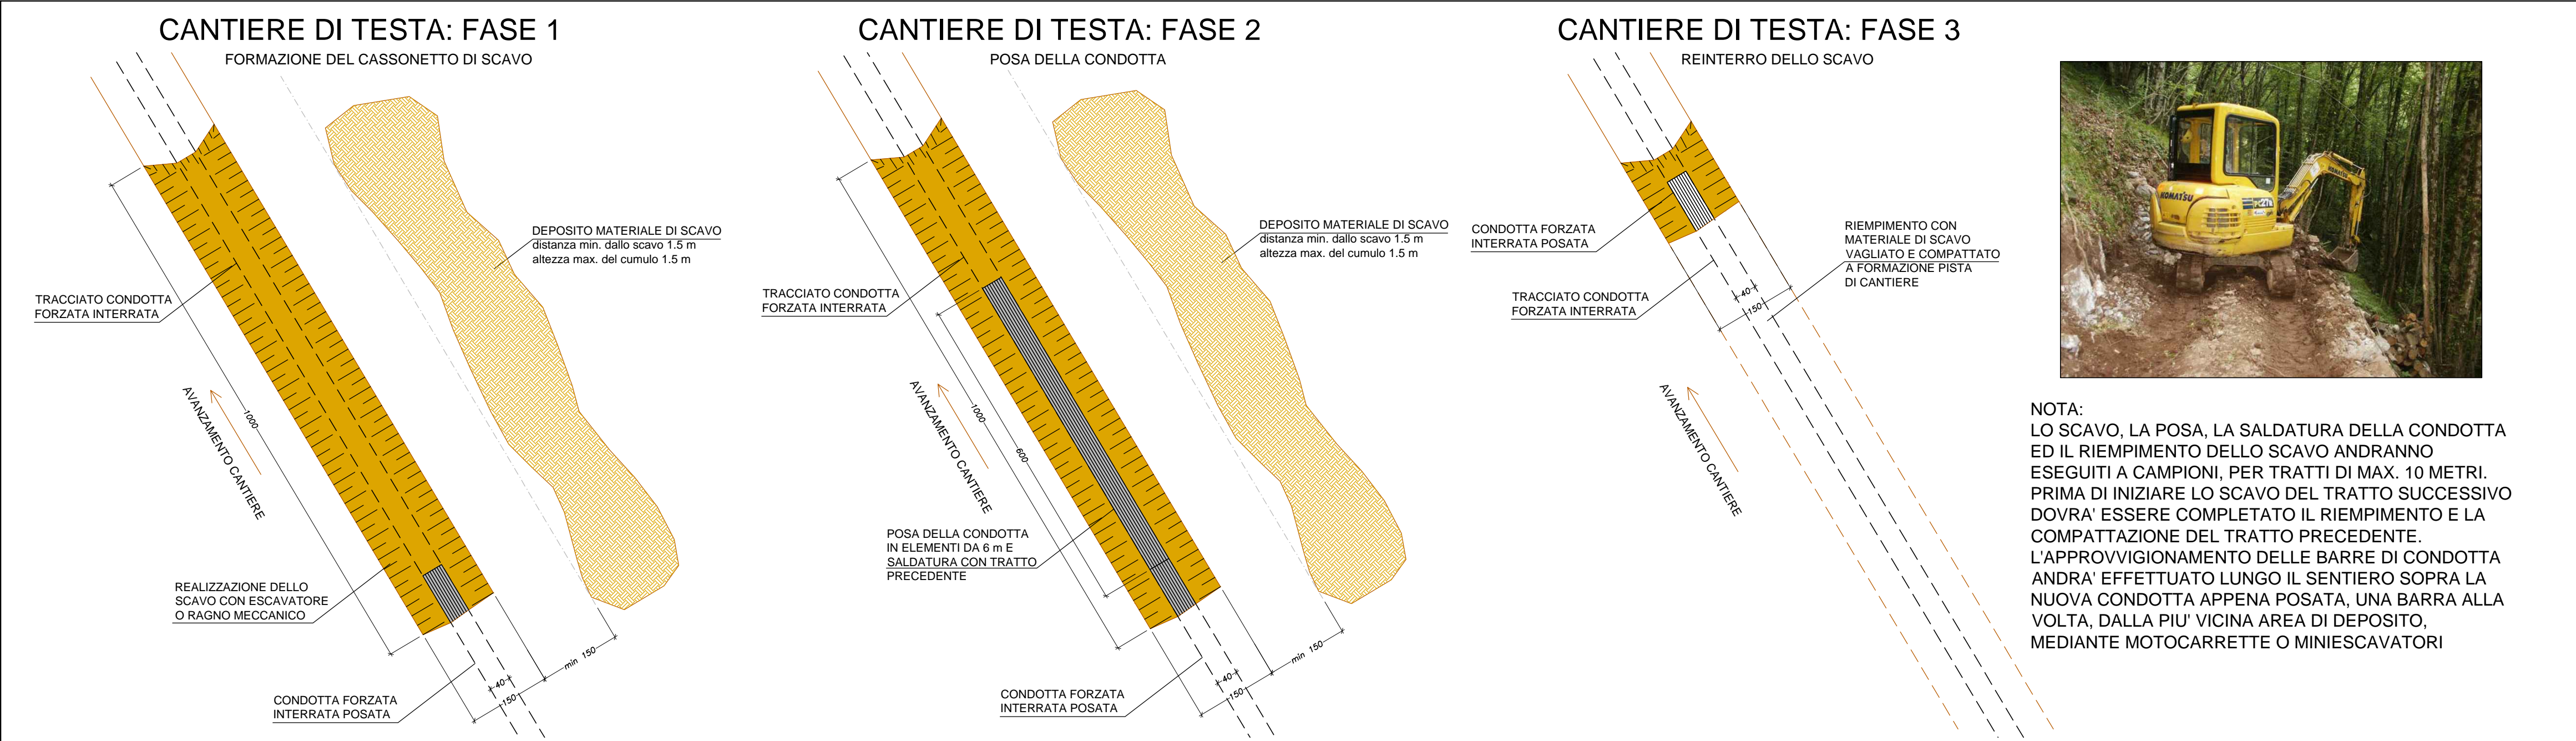 CANTIERE DI TESTA: FASE 1
FORMAZIONE DEL CASSONETTO DI SCAVO
DEPOSITO MATERIALE DI SCAVO
distanza min. dallo scavo 1.5 m
altezza max. del cumulo 1.5 m
TRACCIATO CONDOTTA
FORZATA INTERRATA
1000
AVANZAMENTO CANTIERE
REALIZZAZIONE DELLO
SCAVO CON ESCAVATORE
O RAGNO MECCANICO
min 150
40
150
CONDOTTA FORZATA
INTERRATA POSATA
CANTIERE DI TESTA: FASE 2
POSA DELLA CONDOTTA
DEPOSITO MATERIALE DI SCAVO
distanza min. dallo scavo 1.5 m
altezza max. del cumulo 1.5 m
TRACCIATO CONDOTTA
FORZATA INTERRATA
1000
600
AVANZAMENTO CANTIERE
POSA DELLA CONDOTTA
IN ELEMENTI DA 6 m E
SALDATURA CON TRATTO
PRECEDENTE
min 150
40
150
CONDOTTA FORZATA
INTERRATA POSATA
CANTIERE DI TESTA: FASE 3
REINTERRO DELLO SCAVO
CONDOTTA FORZATA
INTERRATA POSATA
RIEMPIMENTO CON
MATERIALE DI SCAVO
VAGLIATO E COMPATTATO
A FORMAZIONE PISTA
DI CANTIERE
TRACCIATO CONDOTTA
FORZATA INTERRATA
40
150
AVANZAMENTO CANTIERE
KOMATSU
NOTA:
LO SCAVO, LA POSA, LA SALDATURA DELLA CONDOTTA
ED IL RIEMPIMENTO DELLO SCAVO ANDRANNO
ESEGUITI A CAMPIONI, PER TRATTI DI MAX. 10 METRI.
PRIMA DI INIZIARE LO SCAVO DEL TRATTO SUCCESSIVO
DOVRA' ESSERE COMPLETATO IL RIEMPIMENTO E LA
COMPATTAZIONE DEL TRATTO PRECEDENTE.
L'APPROVVIGIONAMENTO DELLE BARRE DI CONDOTTA
ANDRA' EFFETTUATO LUNGO IL SENTIERO SOPRA LA
NUOVA CONDOTTA APPENA POSATA, UNA BARRA ALLA
VOLTA, DALLA PIU' VICINA AREA DI DEPOSITO,
MEDIANTE MOTOCARRETTE O MINIESCAVATORI